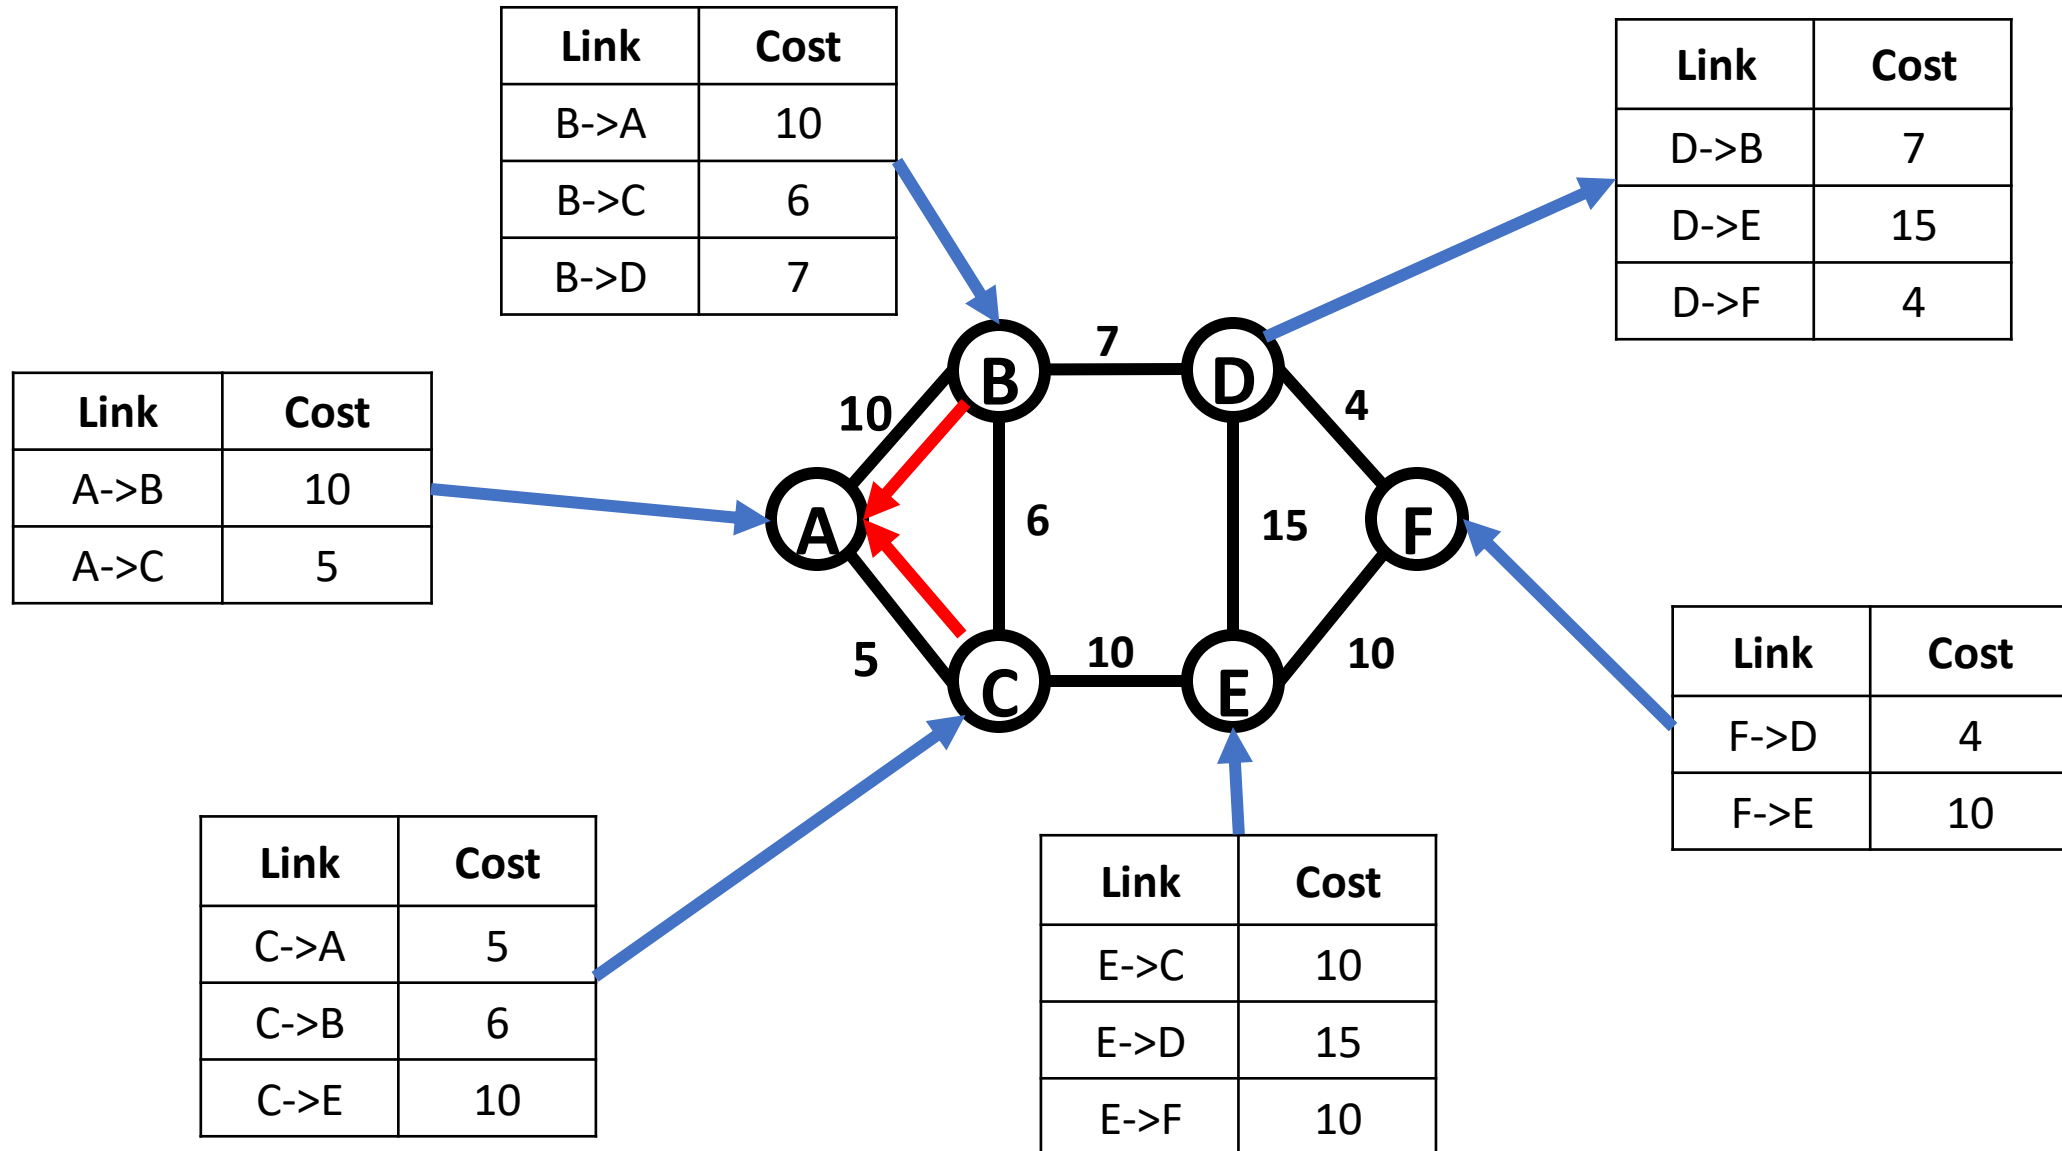 Link Cost
B->A 10
B->C 6
B->D 7
Link Cost
D->B 7
D->E 15
D->F 4
Link Cost
A->B 10
A->C 5
B 7 D
10 4
A 6 15 F
5 10 10
C E
Link Cost
F->D 4
F->E 10
Link Cost
C->A 5
C->B 6
C->E 10
Link Cost
E->C 10
E->D 15
E->F 10